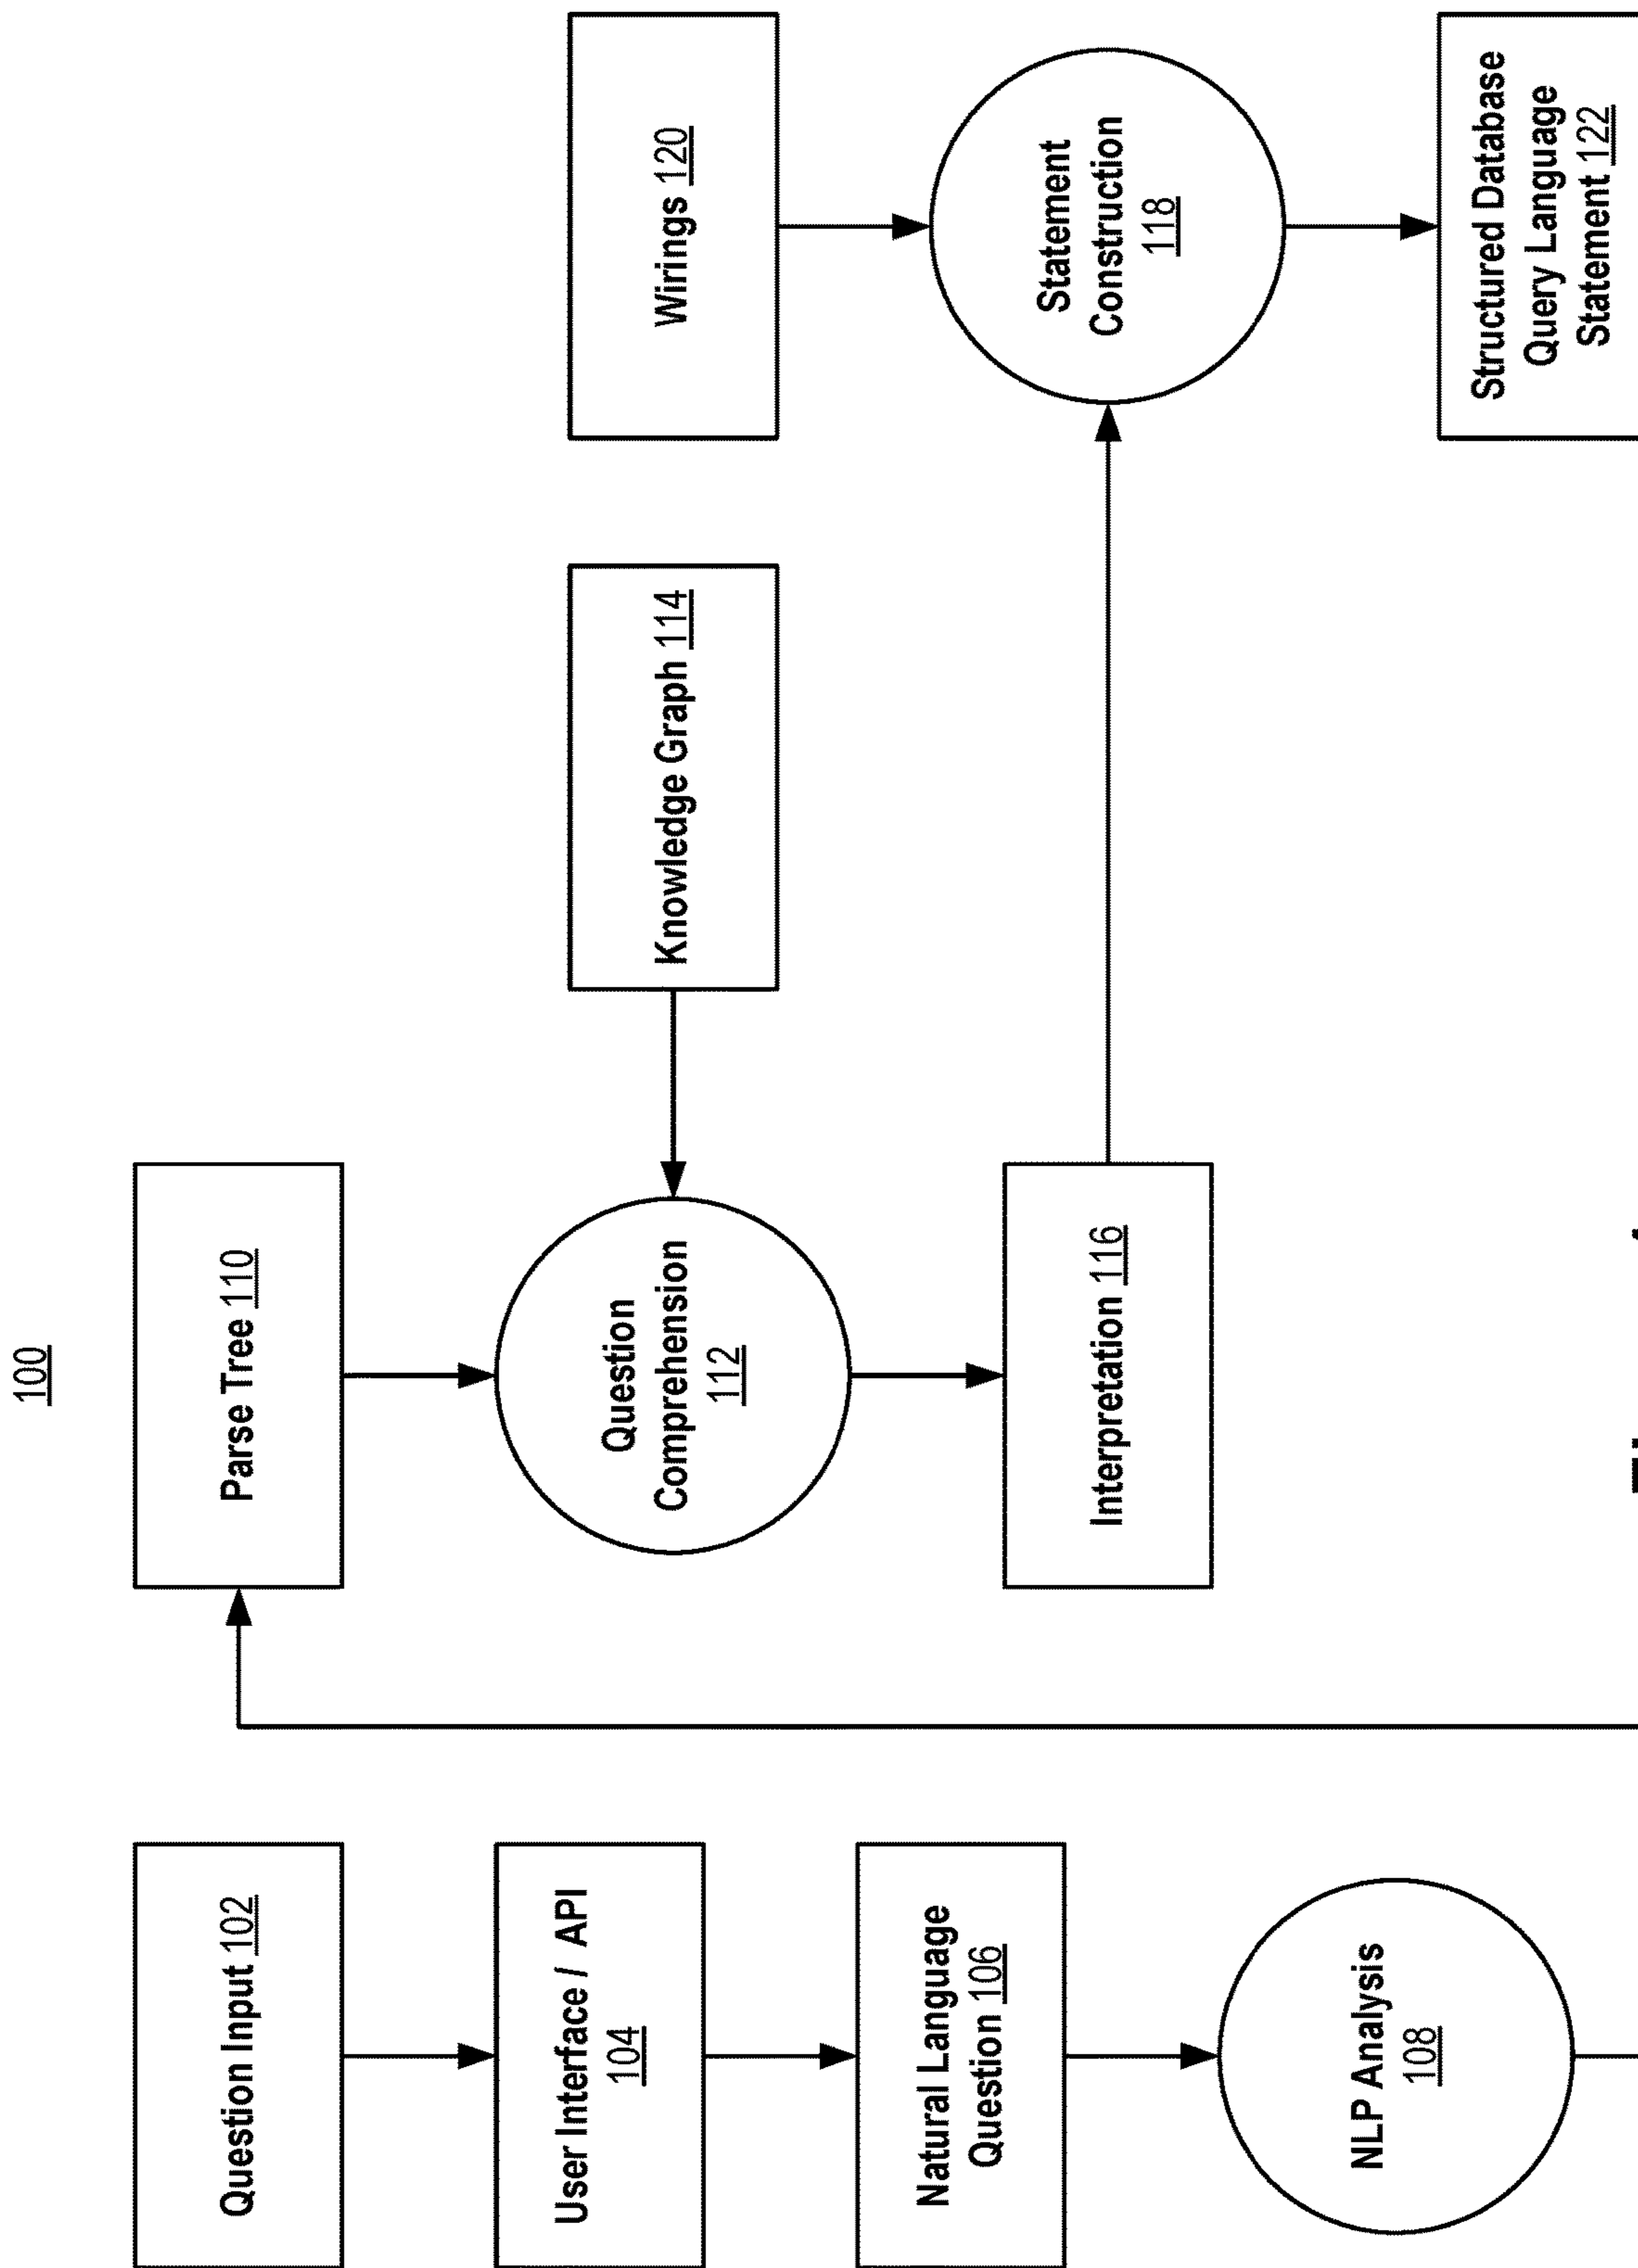 100
Question Input 102
User Interface / API
104
Natural Language
Question 106
NLP Analysis
108
Parse Tree 110
Question
Comprehension
112
Knowledge Graph 114
Interpretation 116
Wirings 120
Statement
Construction
118
Structured Database
Query Language
Statement 122